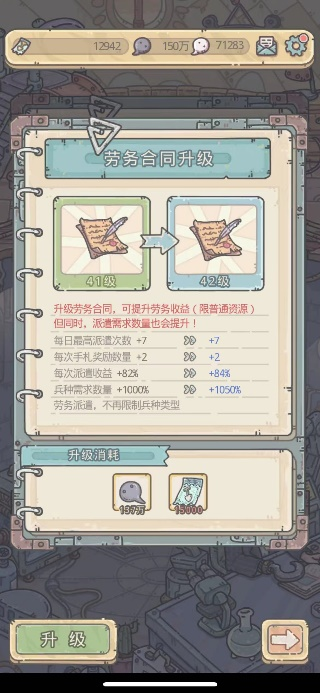 12942
150万
71283
劳务合同升级
41级
42级
升级劳务合同，可提升劳务收益（限普通资源）
但同时，派遣需求数量也会提升！
每日最高派遣次数 +7 +7
每次手札奖励数量 +2 +2
每次派遣收益 +82% +84%
兵种需求数量 +1000% +1050%
劳务派遣，不再限制兵种类型
升级消耗
137万
15000
升 级